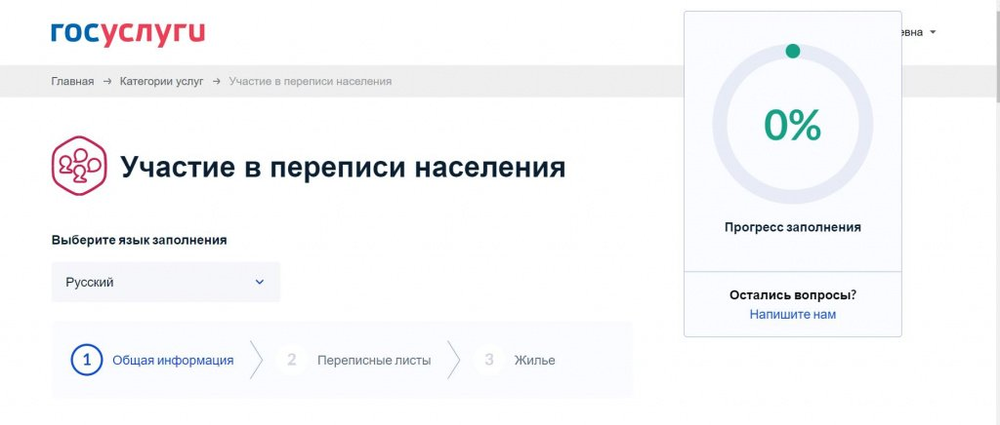 госуслуги
евна
Главная → Категории услуг → Участие в переписи населения
Участие в переписи населения
Выберите язык заполнения
Русский
1 Общая информация 2 Переписные листы 3 Жилье
0%
Прогресс заполнения
Остались вопросы?
Напишите нам